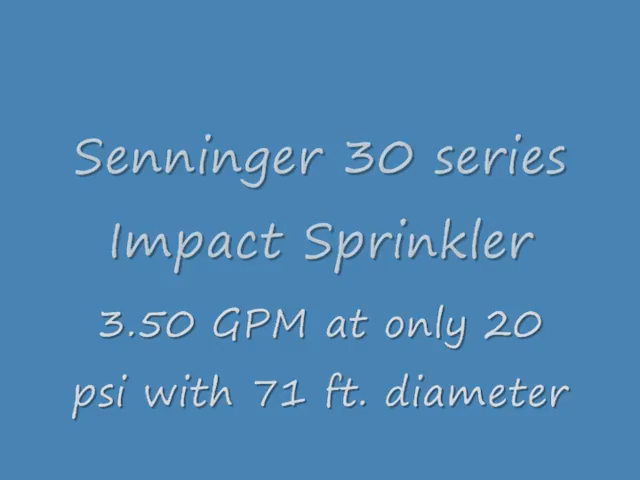 Senninger 30 series
Impact Sprinkler
3.50 GPM at only 20
psi with 71 ft. diameter